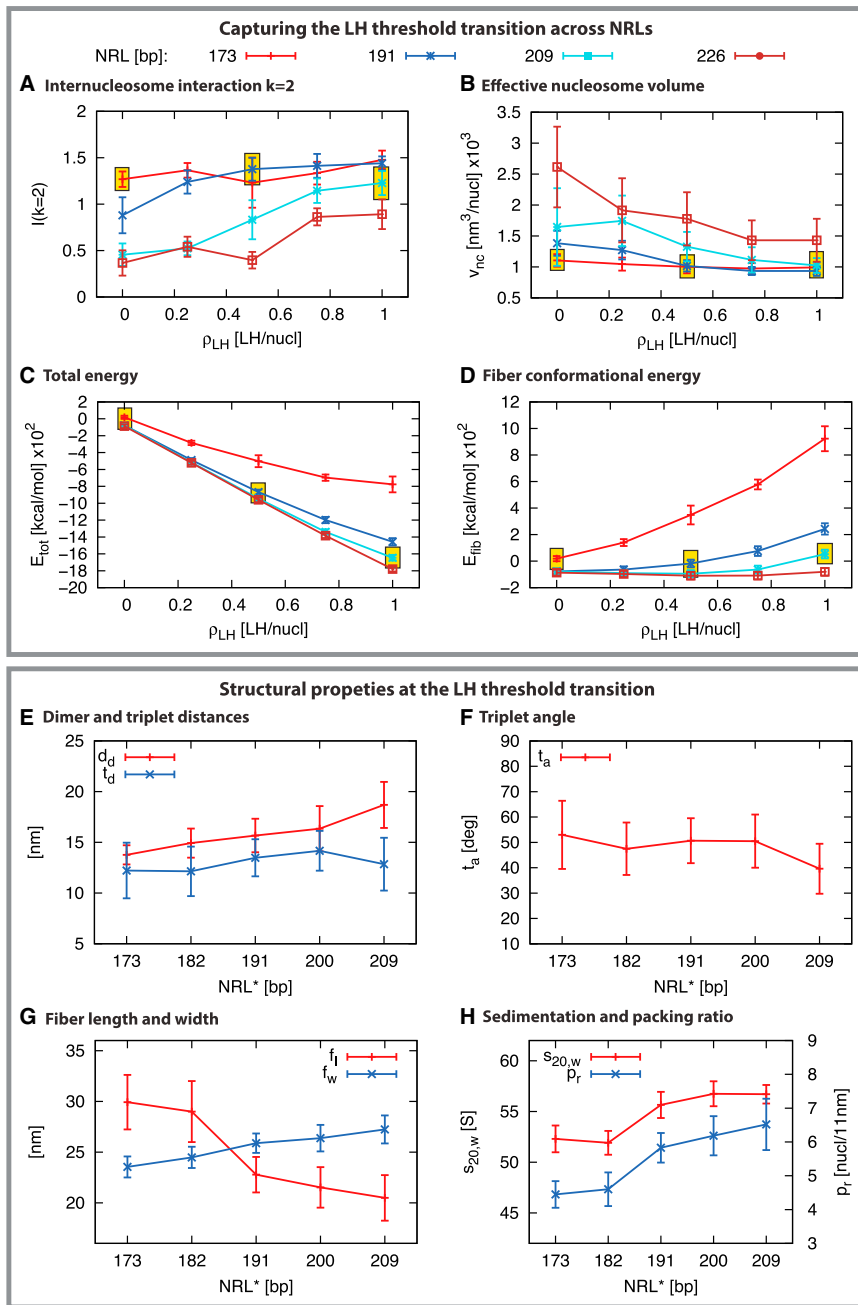 Capturing the LH threshold transition across NRLs
NRL [bp]: 173 191 209 226
A Internucleosome interaction k=2
I(k=2)
2
1.5
1
0.5
0
0 0.2 0.4 0.6 0.8 1
ρLH [LH/nucl]
B Effective nucleosome volume
vnc [nm3/nucl] x103
3.5
3
2.5
2
1.5
1
0.5
0 0.2 0.4 0.6 0.8 1
ρLH [LH/nucl]
C Total energy
Etot [kcal/mol] x102
2
0
−2
−4
−6
−8
−10
−12
−14
−16
−18
−20
0 0.2 0.4 0.6 0.8 1
ρLH [LH/nucl]
D Fiber conformational energy
Efib [kcal/mol] x102
12
10
8
6
4
2
0
−2
0 0.2 0.4 0.6 0.8 1
ρLH [LH/nucl]
Structural propeties at the LH threshold transition
E Dimer and triplet distances
dd
td
[nm]
25
20
15
10
5
173 182 191 200 209
NRL* [bp]
F Triplet angle
ta
ta [deg]
90
80
70
60
50
40
30
20
10
173 182 191 200 209
NRL* [bp]
G Fiber length and width
fl
fw
[nm]
35
30
25
20
173 182 191 200 209
NRL* [bp]
H Sedimentation and packing ratio
s20,w
pr
s20,w [S]
60
57
54
51
48
45
pr [nucl/11nm]
9
8
7
6
5
4
3
173 182 191 200 209
NRL* [bp]